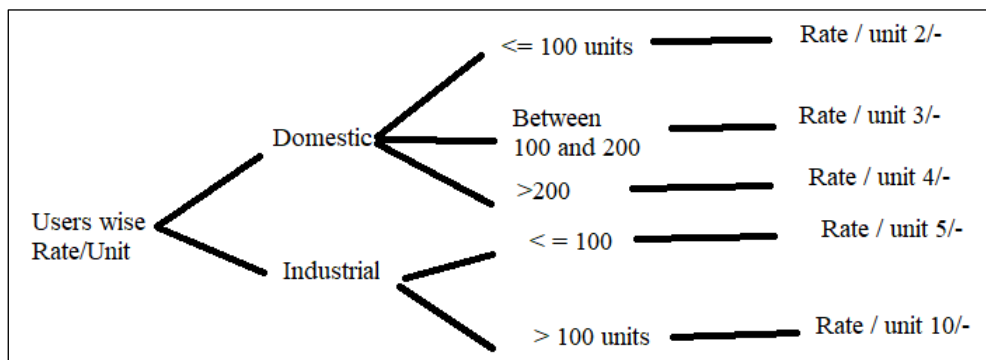 <= 100 units
Rate / unit 2/-
Between
100 and 200
Rate / unit 3/-
Domestic
>200
Rate / unit 4/-
Users wise
Rate/Unit
< = 100
Rate / unit 5/-
Industrial
> 100 units
Rate / unit 10/-